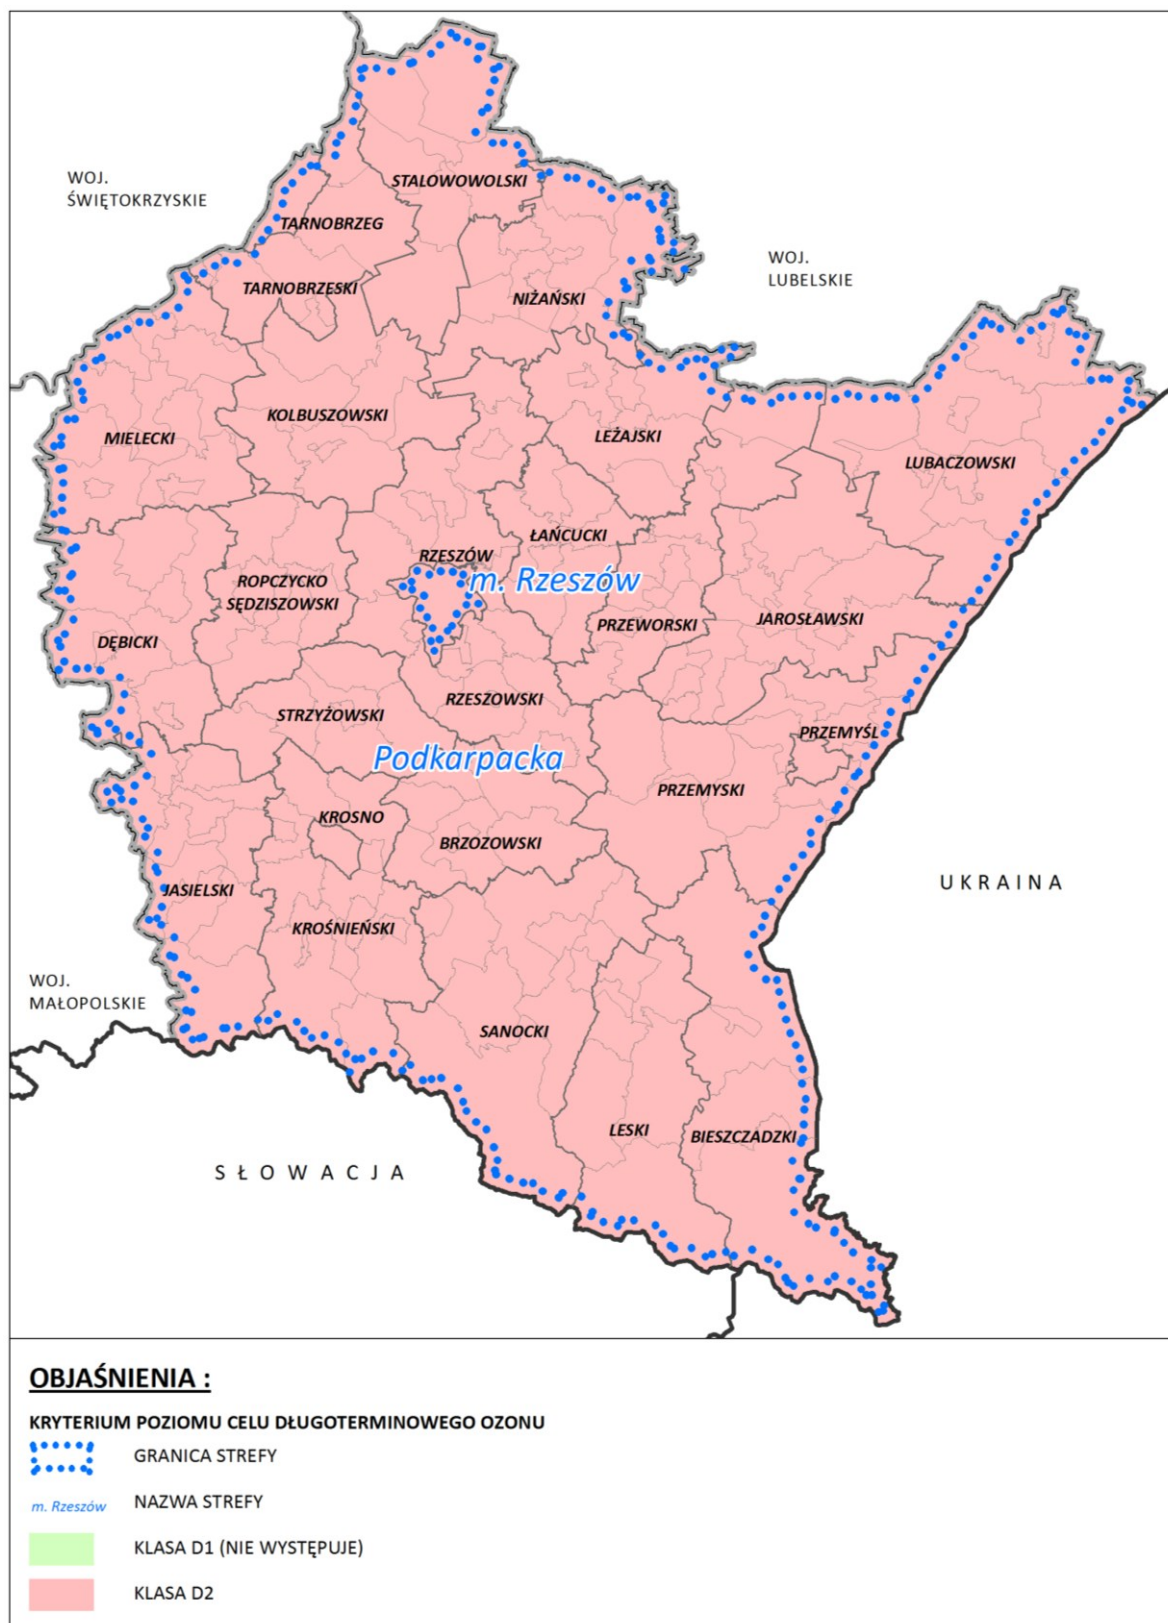 WOJ.
ŚWIĘTOKRZYSKIE
STALOWOWOLSKI
TARNOBRZEG
WOJ.
LUBELSKIE
TARNOBRZESKI
NIŻAŃSKI
KOLBUSZOWSKI
MIELECKI
LEŻAJSKI
LUBACZOWSKI
ŁAŃCUCKI
RZESZÓW
m. Rzeszów
ROPCZYCKO
SĘDZISZOWSKI
PRZEWORSKI
JAROSŁAWSKI
DĘBICKI
RZESZOWSKI
STRZYŻOWSKI
PRZEMYŚL
Podkarpacka
PRZEMYSKI
KROSNO
BRZOZOWSKI
JASIELSKI
UKRAINA
KROŚNIEŃSKI
WOJ.
MAŁOPOLSKIE
SANOCKI
LESKI
BIESZCZADZKI
SŁOWACJA
OBJAŚNIENIA :
KRYTERIUM POZIOMU CELU DŁUGOTERMINOWEGO OZONU
GRANICA STREFY
m. Rzeszów NAZWA STREFY
KLASA D1 (NIE WYSTĘPUJE)
KLASA D2